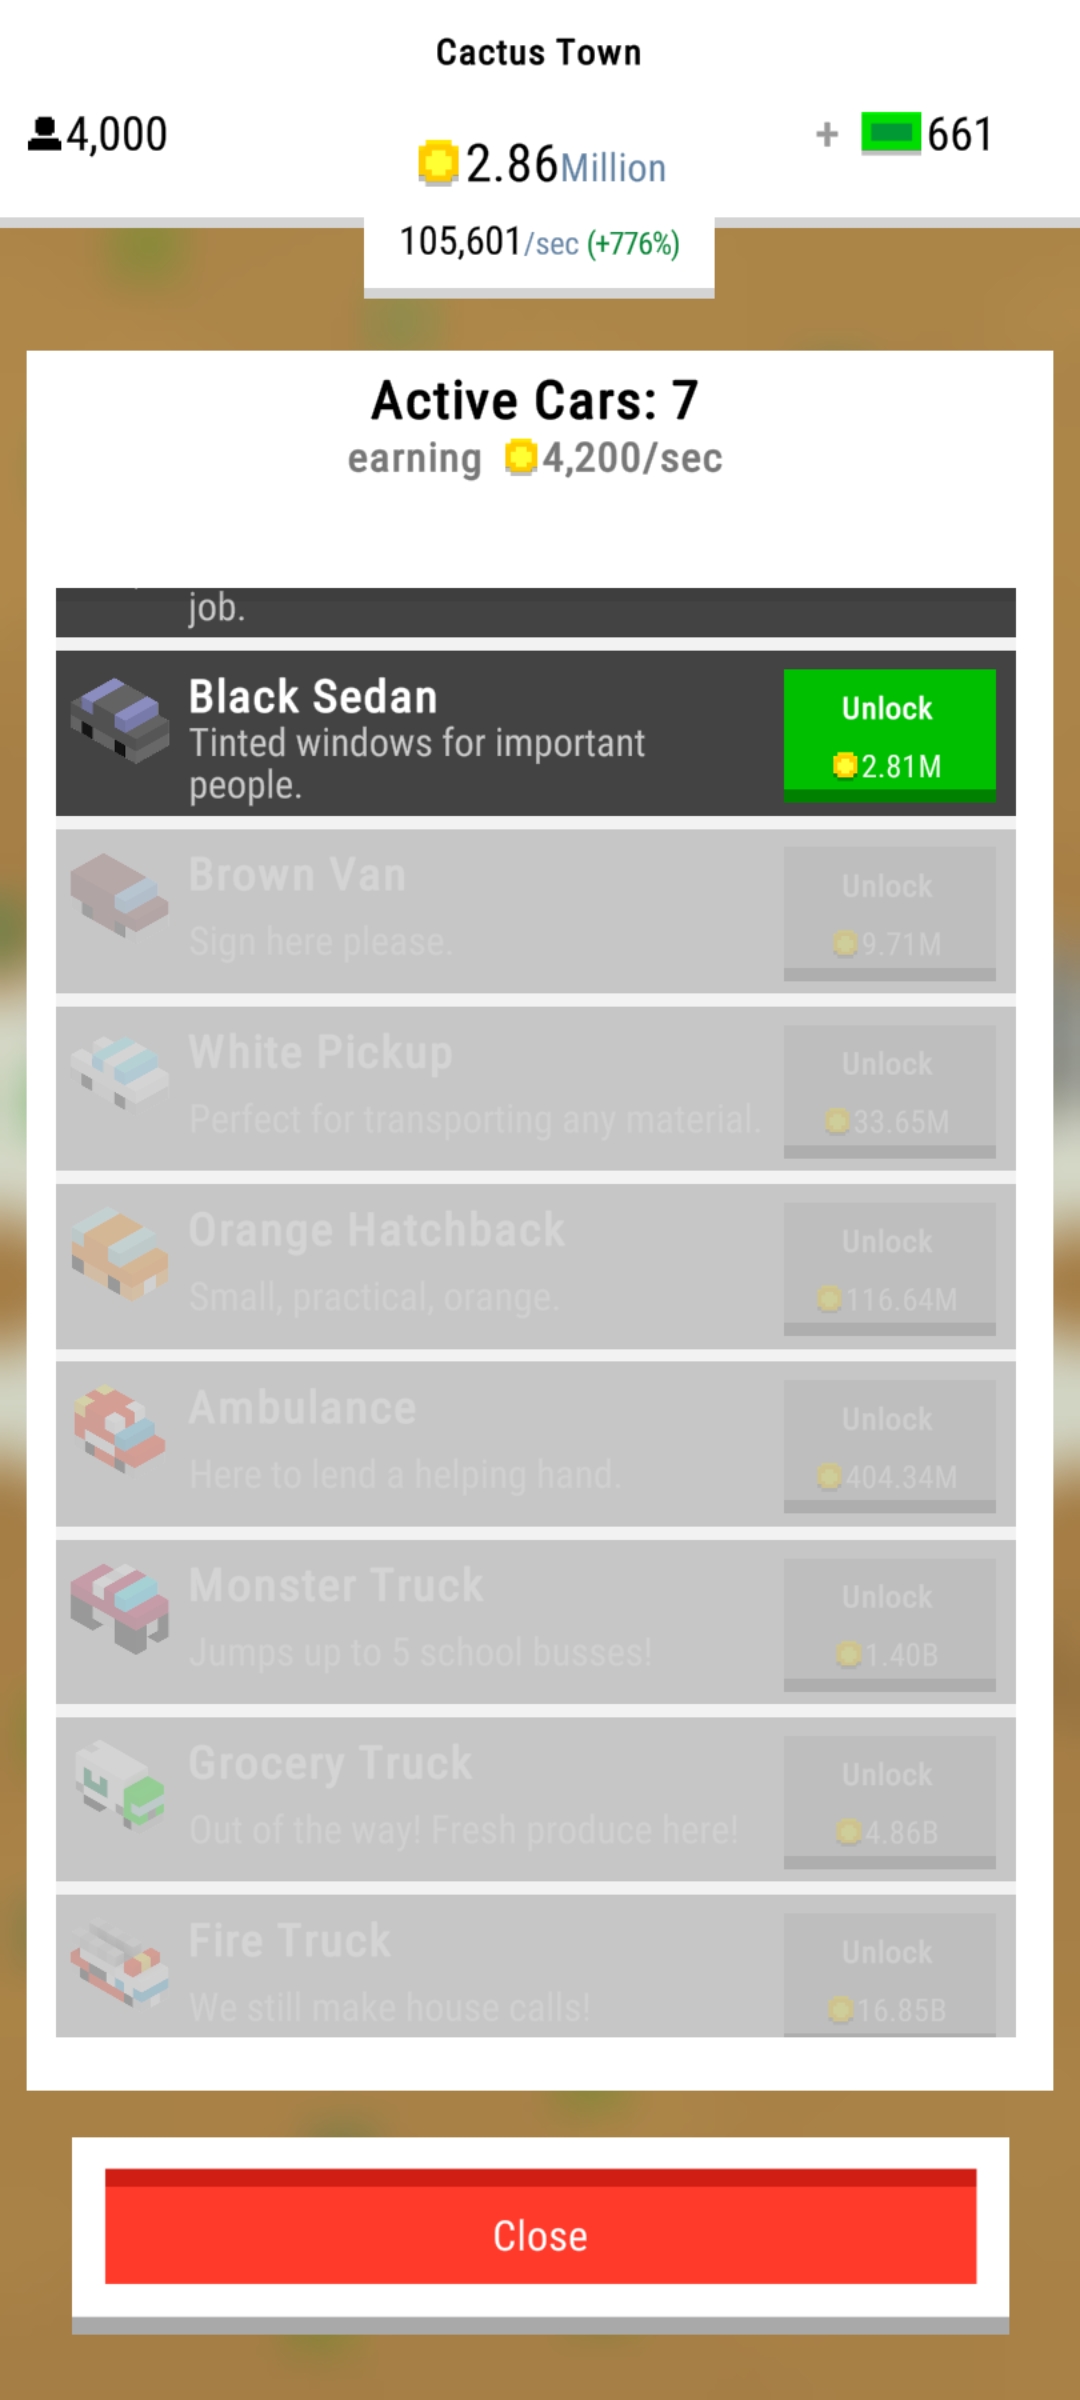 Cactus Town
4,000
2.86Million
+ 661
105,601/sec (+776%)
Active Cars: 7
earning 4,200/sec
job.
Black Sedan
Tinted windows for important
people.
Unlock
2.81M
Brown Van
Sign here please.
Unlock
9.71M
White Pickup
Perfect for transporting any material.
Unlock
33.65M
Orange Hatchback
Small, practical, orange.
Unlock
116.64M
Ambulance
Here to lend a helping hand.
Unlock
404.34M
Monster Truck
Jumps up to 5 school busses!
Unlock
1.40B
Grocery Truck
Out of the way! Fresh produce here!
Unlock
4.86B
Fire Truck
We still make house calls!
Unlock
16.85B
Close